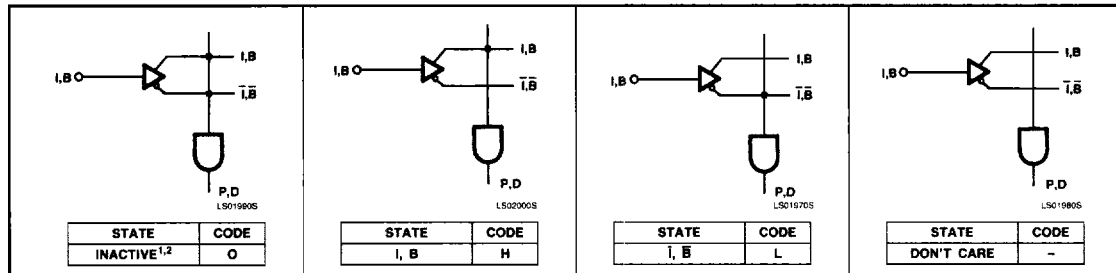 I,B
I,B
I̅,B̅
P,D
LS01990S
STATE CODE
INACTIVE1,2 O
I,B
I,B
I̅,B̅
P,D
LS02000S
STATE CODE
I, B H
I,B
I,B
I̅,B̅
P,D
LS01970S
STATE CODE
I̅, B̅ L
I,B
I,B
I̅,B̅
P,D
LS01980S
STATE CODE
DON'T CARE –